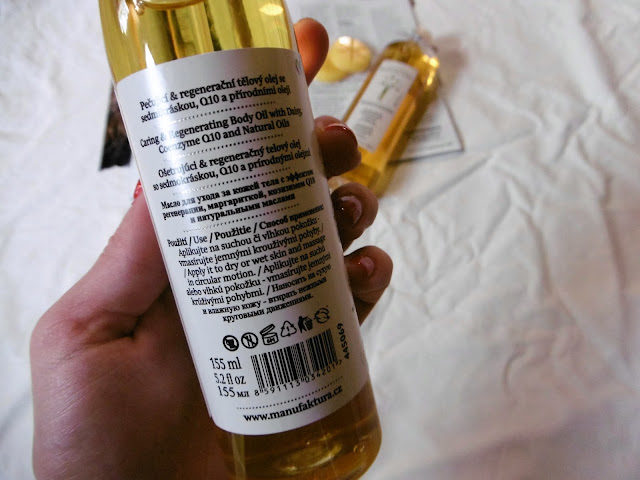 Pečující & regenerační tělový olej se
sedmokráskou, Q10 a přírodními oleji
Caring & Regenerating Body Oil with Daisy,
Coenzyme Q10 and Natural Oils
Ošetrujúci & regeneračný telový olej
so sedmokráskou, Q10 a prírodnými olejmi
Масло для ухода за кожей тела с эффектом
регенерации, маргариткой, коэнзимом Q10
и натуральными маслами
Použití / Use / Použitie / Способ применения:
Aplikujte na suchou či vlhkou pokožku -
vmasírujte jemnými krouživými pohyby.
/ Apply it to dry or wet skin and massage
in circular motion. / Aplikujte na suchú
alebo vlhkú pokožku - vmasírujte jemnými
krúživými pohybmi. / Наносить на сухую
и влажную кожу - втирать нежными
круговыми движениями.
155 ml
5.2 fl oz
155 мл
8 591113 034201
445069
www.manufaktura.cz